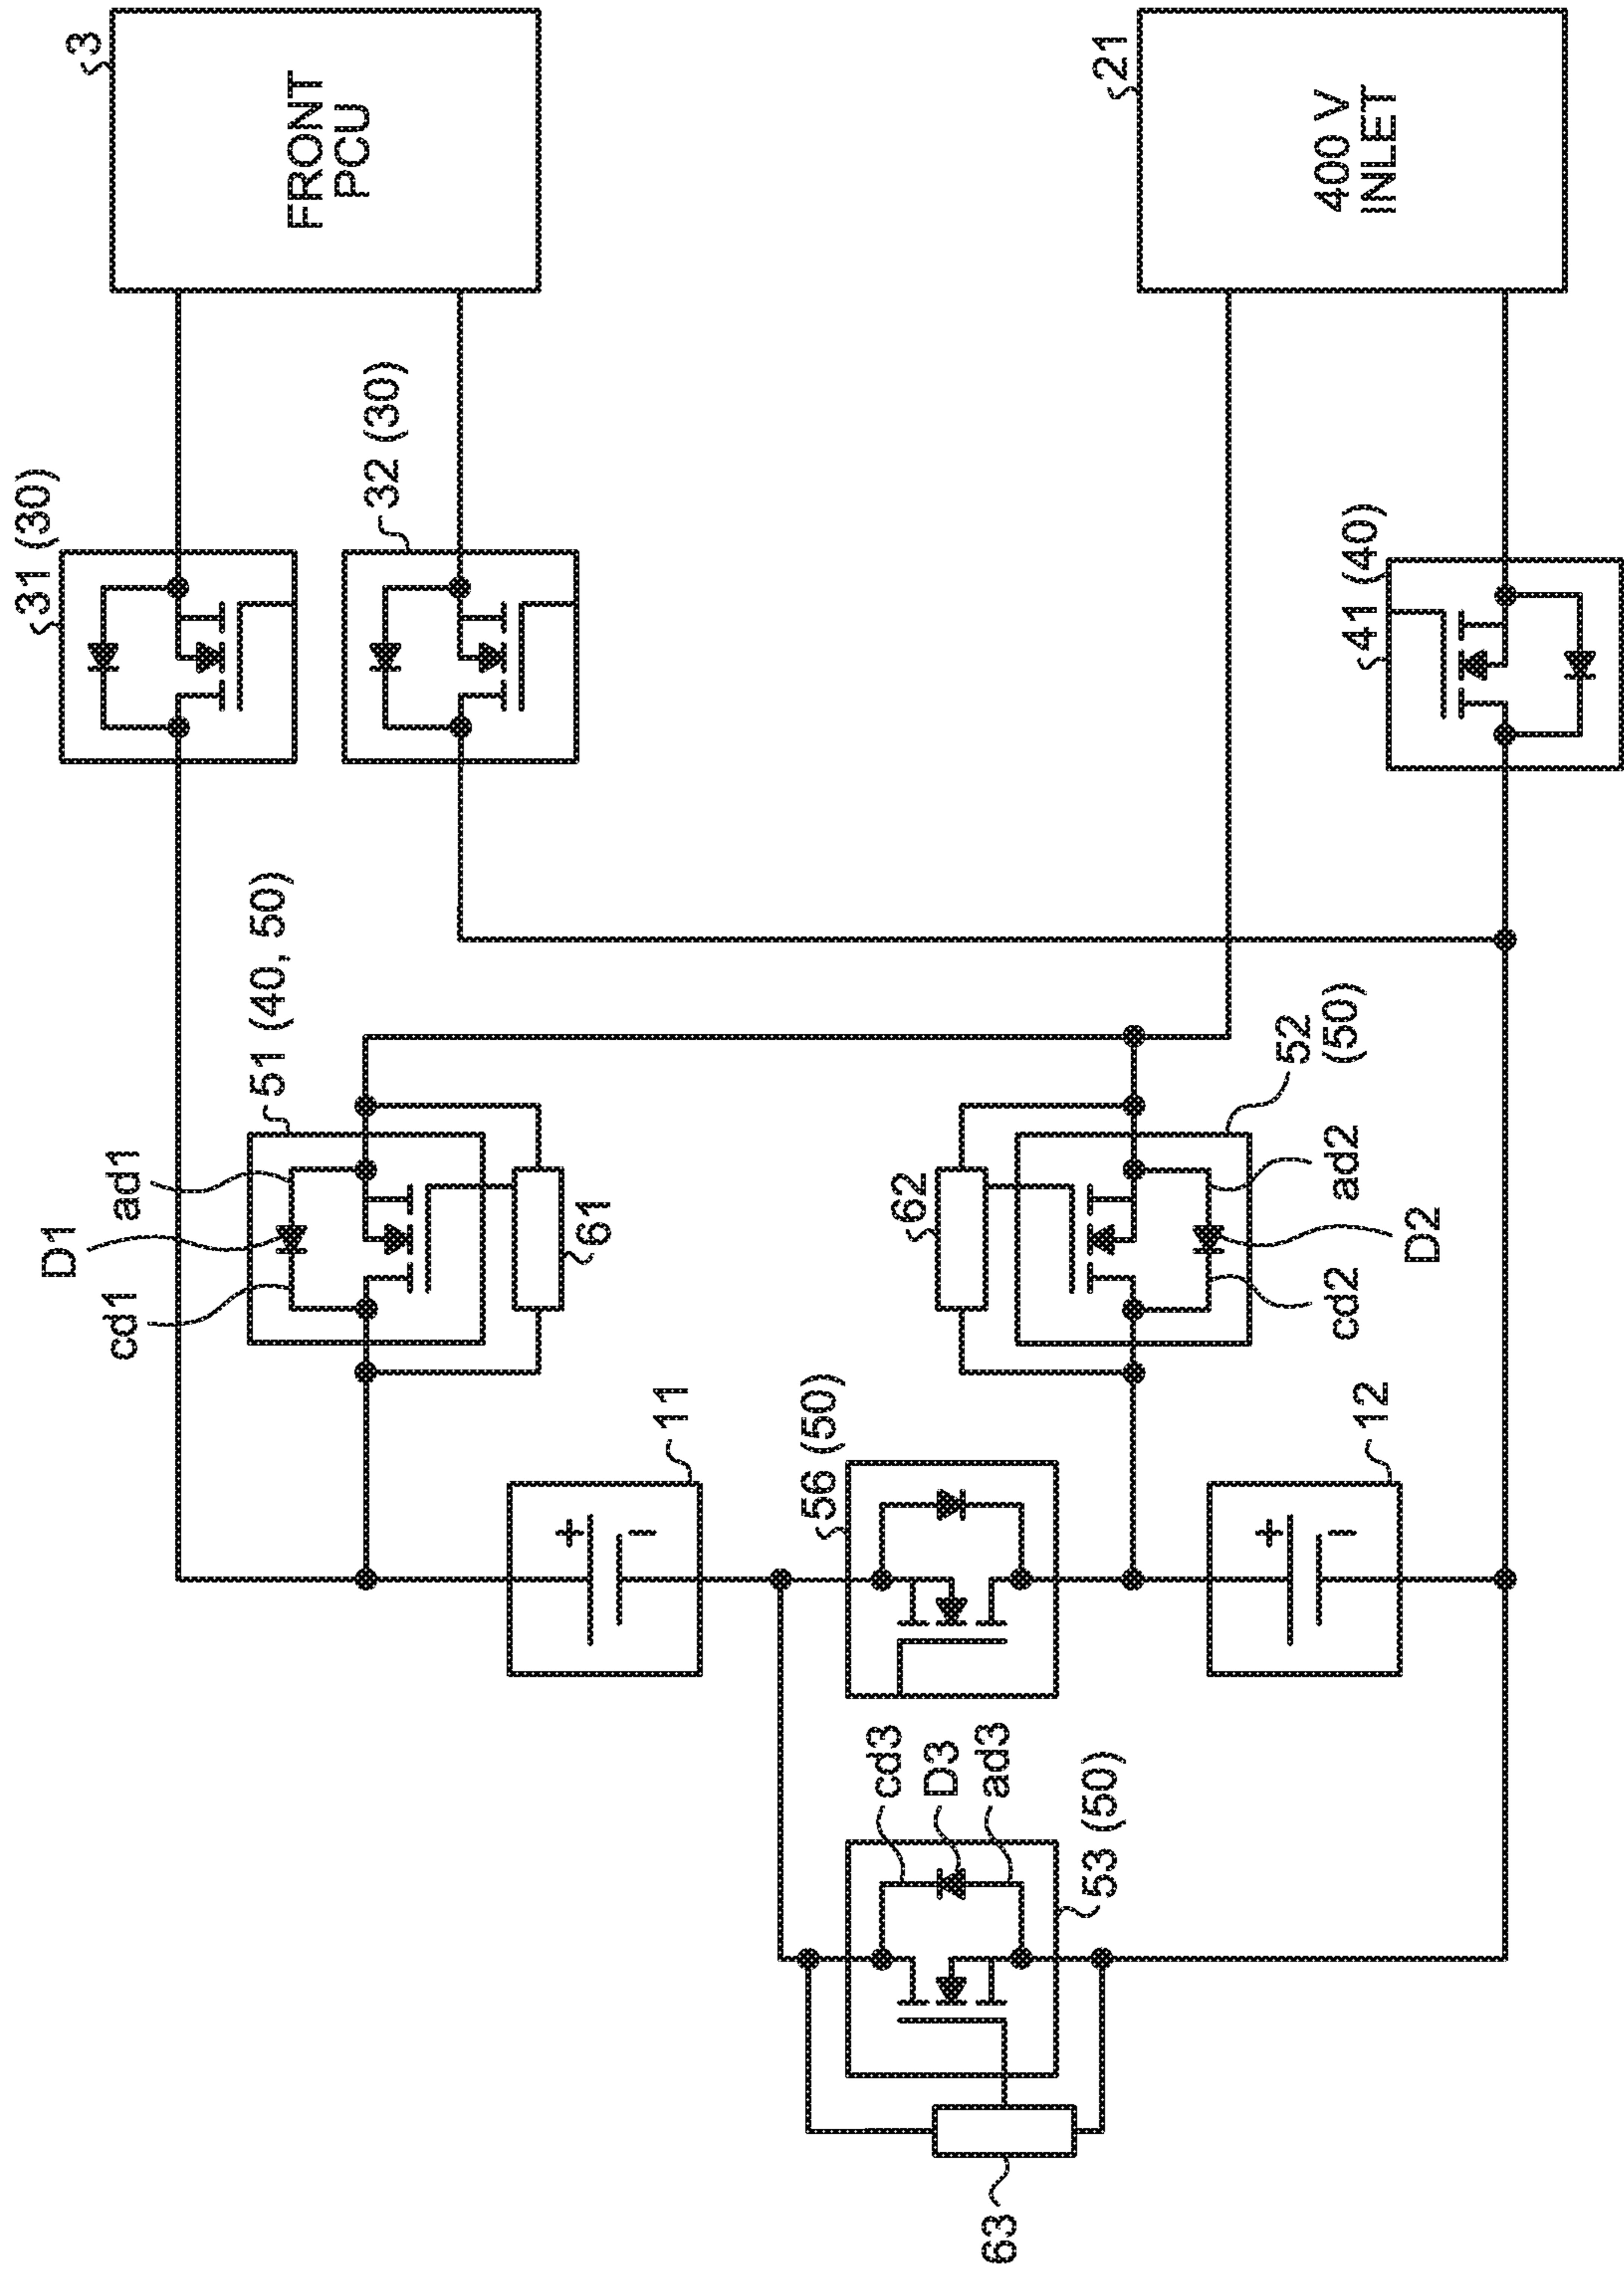 3
FRONT
PCU
21
400 V
INLET
31 (30)
32 (30)
41 (40)
51 (40, 50)
52
(50)
ad1
D1
cd1
61
62
ad2
D2
cd2
11
+
−
56 (50)
12
+
−
cd3
D3
ad3
53 (50)
63